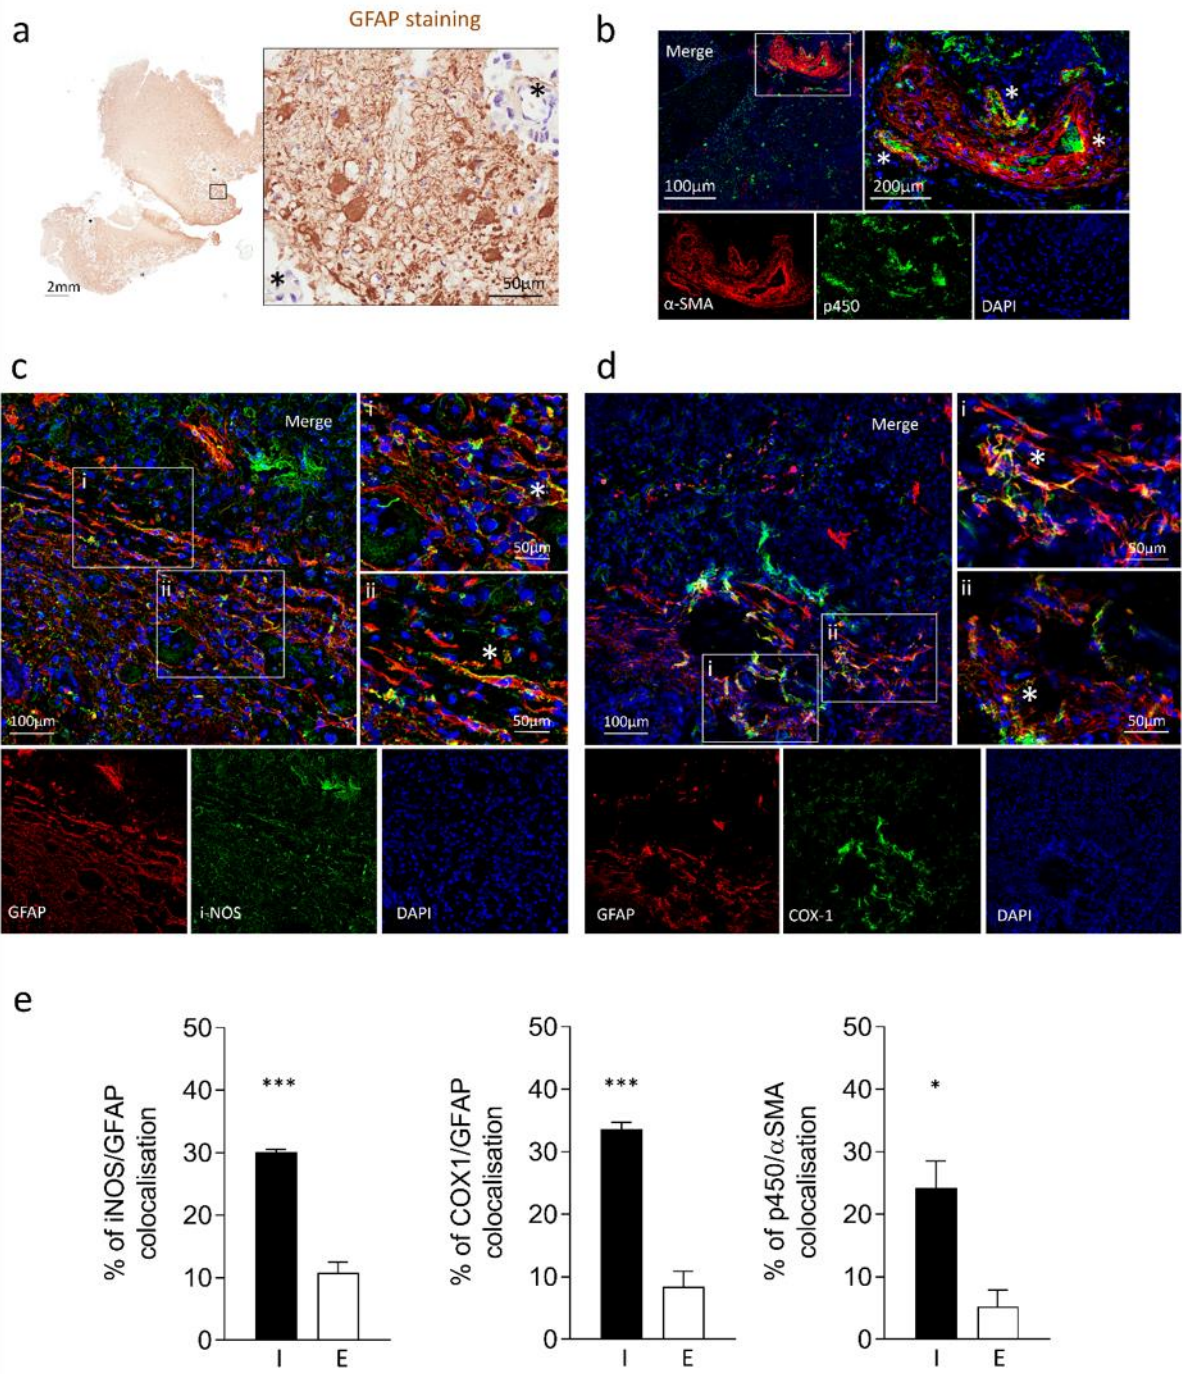 a
GFAP staining
*
*
2mm
50µm
b
Merge
100µm
*
*
*
200µm
α-SMA
p450
DAPI
c
Merge
i
ii
100µm
i
*
50µm
ii
*
50µm
GFAP
i-NOS
DAPI
d
Merge
i
ii
100µm
i
*
50µm
ii
*
50µm
GFAP
COX-1
DAPI
e
% of iNOS/GFAP
colocalisation
50
40
30
20
10
0
***
I E
% of COX1/GFAP
colocalisation
50
40
30
20
10
0
***
I E
% of p450/αSMA
colocalisation
50
40
30
20
10
0
*
I E